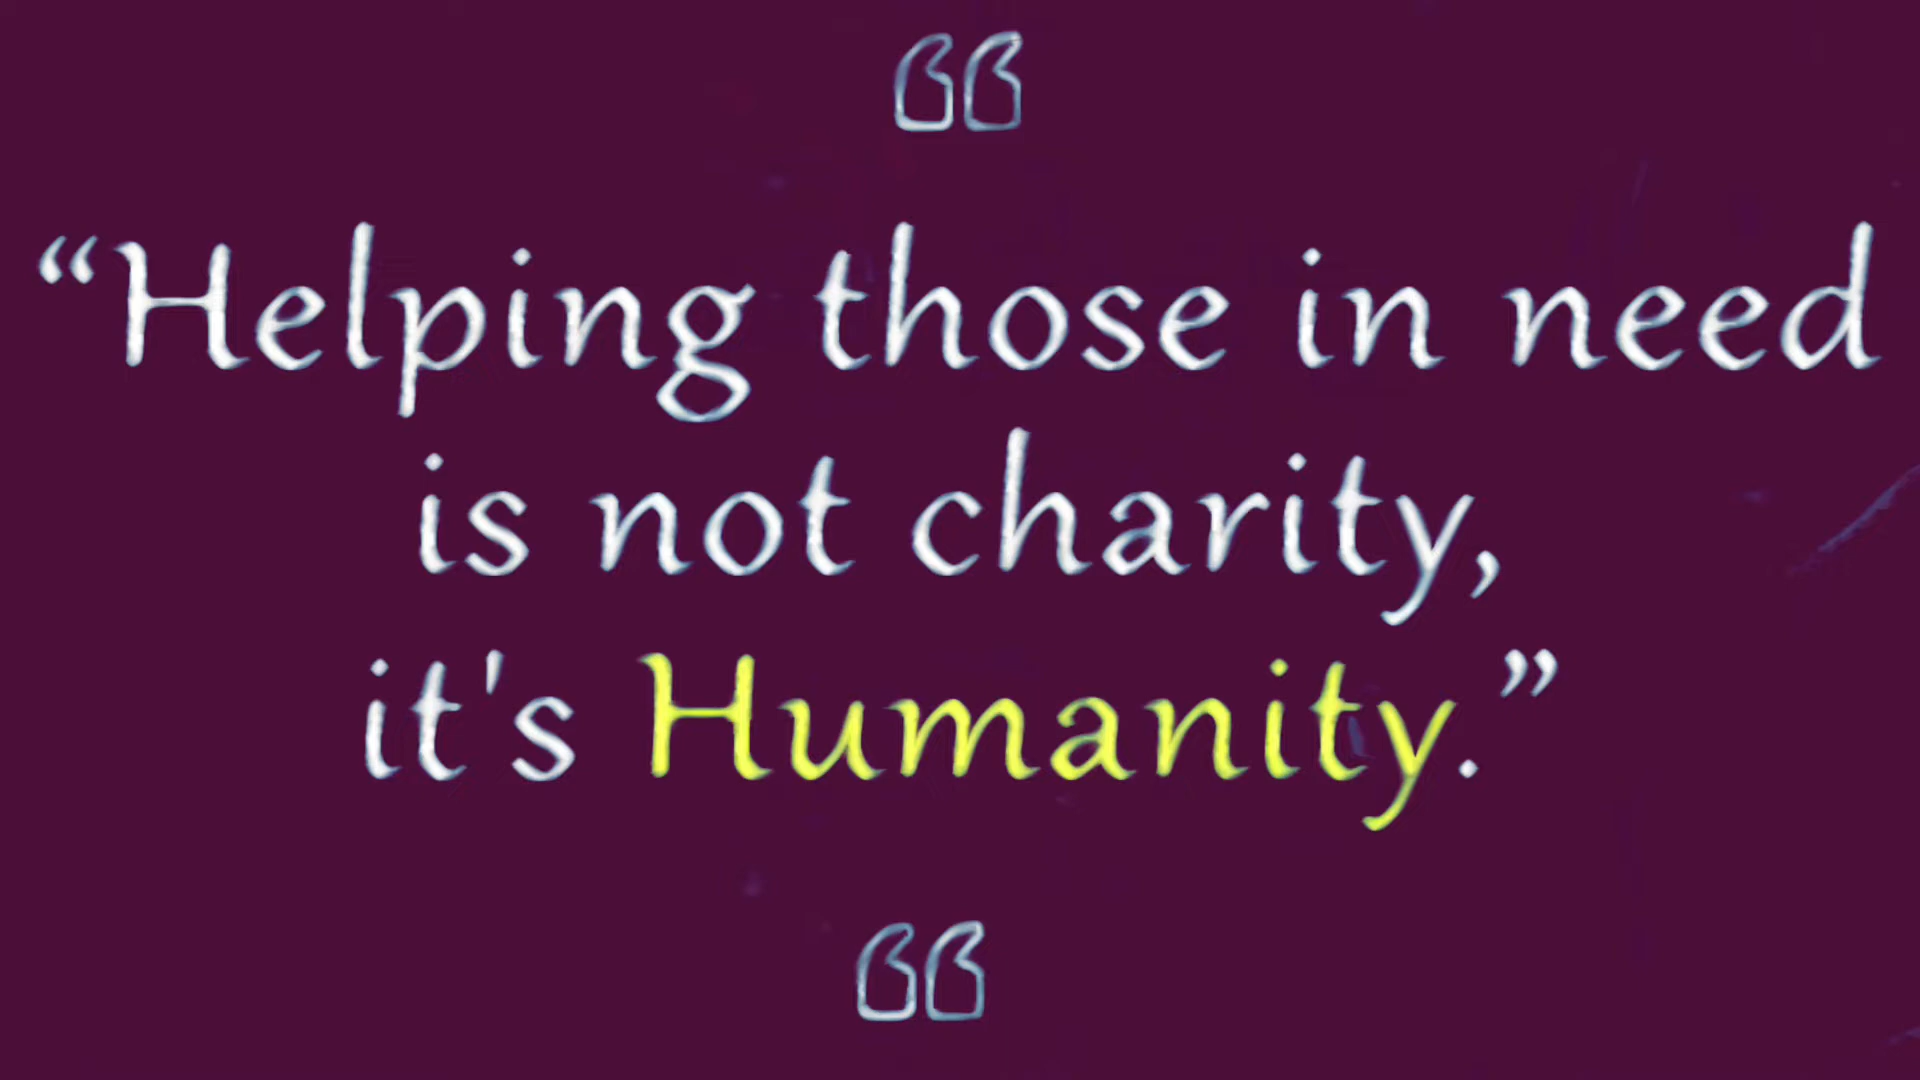 “Helping those in need
is not charity,
it's Humanity.”